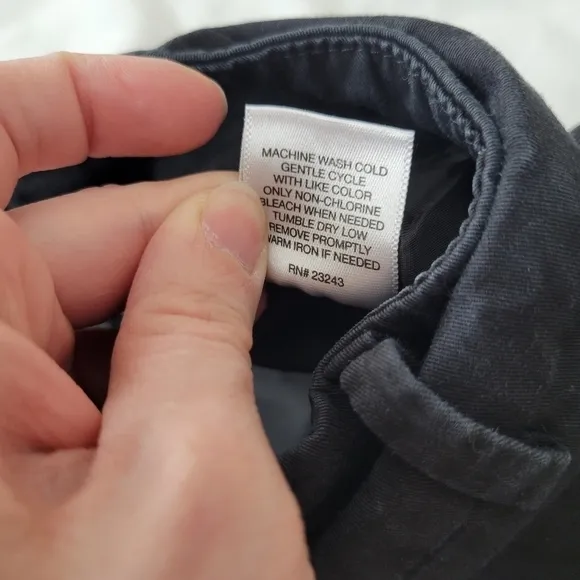 MACHINE WASH COLD
GENTLE CYCLE
WITH LIKE COLOR
ONLY NON-CHLORINE
BLEACH WHEN NEEDED
TUMBLE DRY LOW
REMOVE PROMPTLY
WARM IRON IF NEEDED
RN# 23243